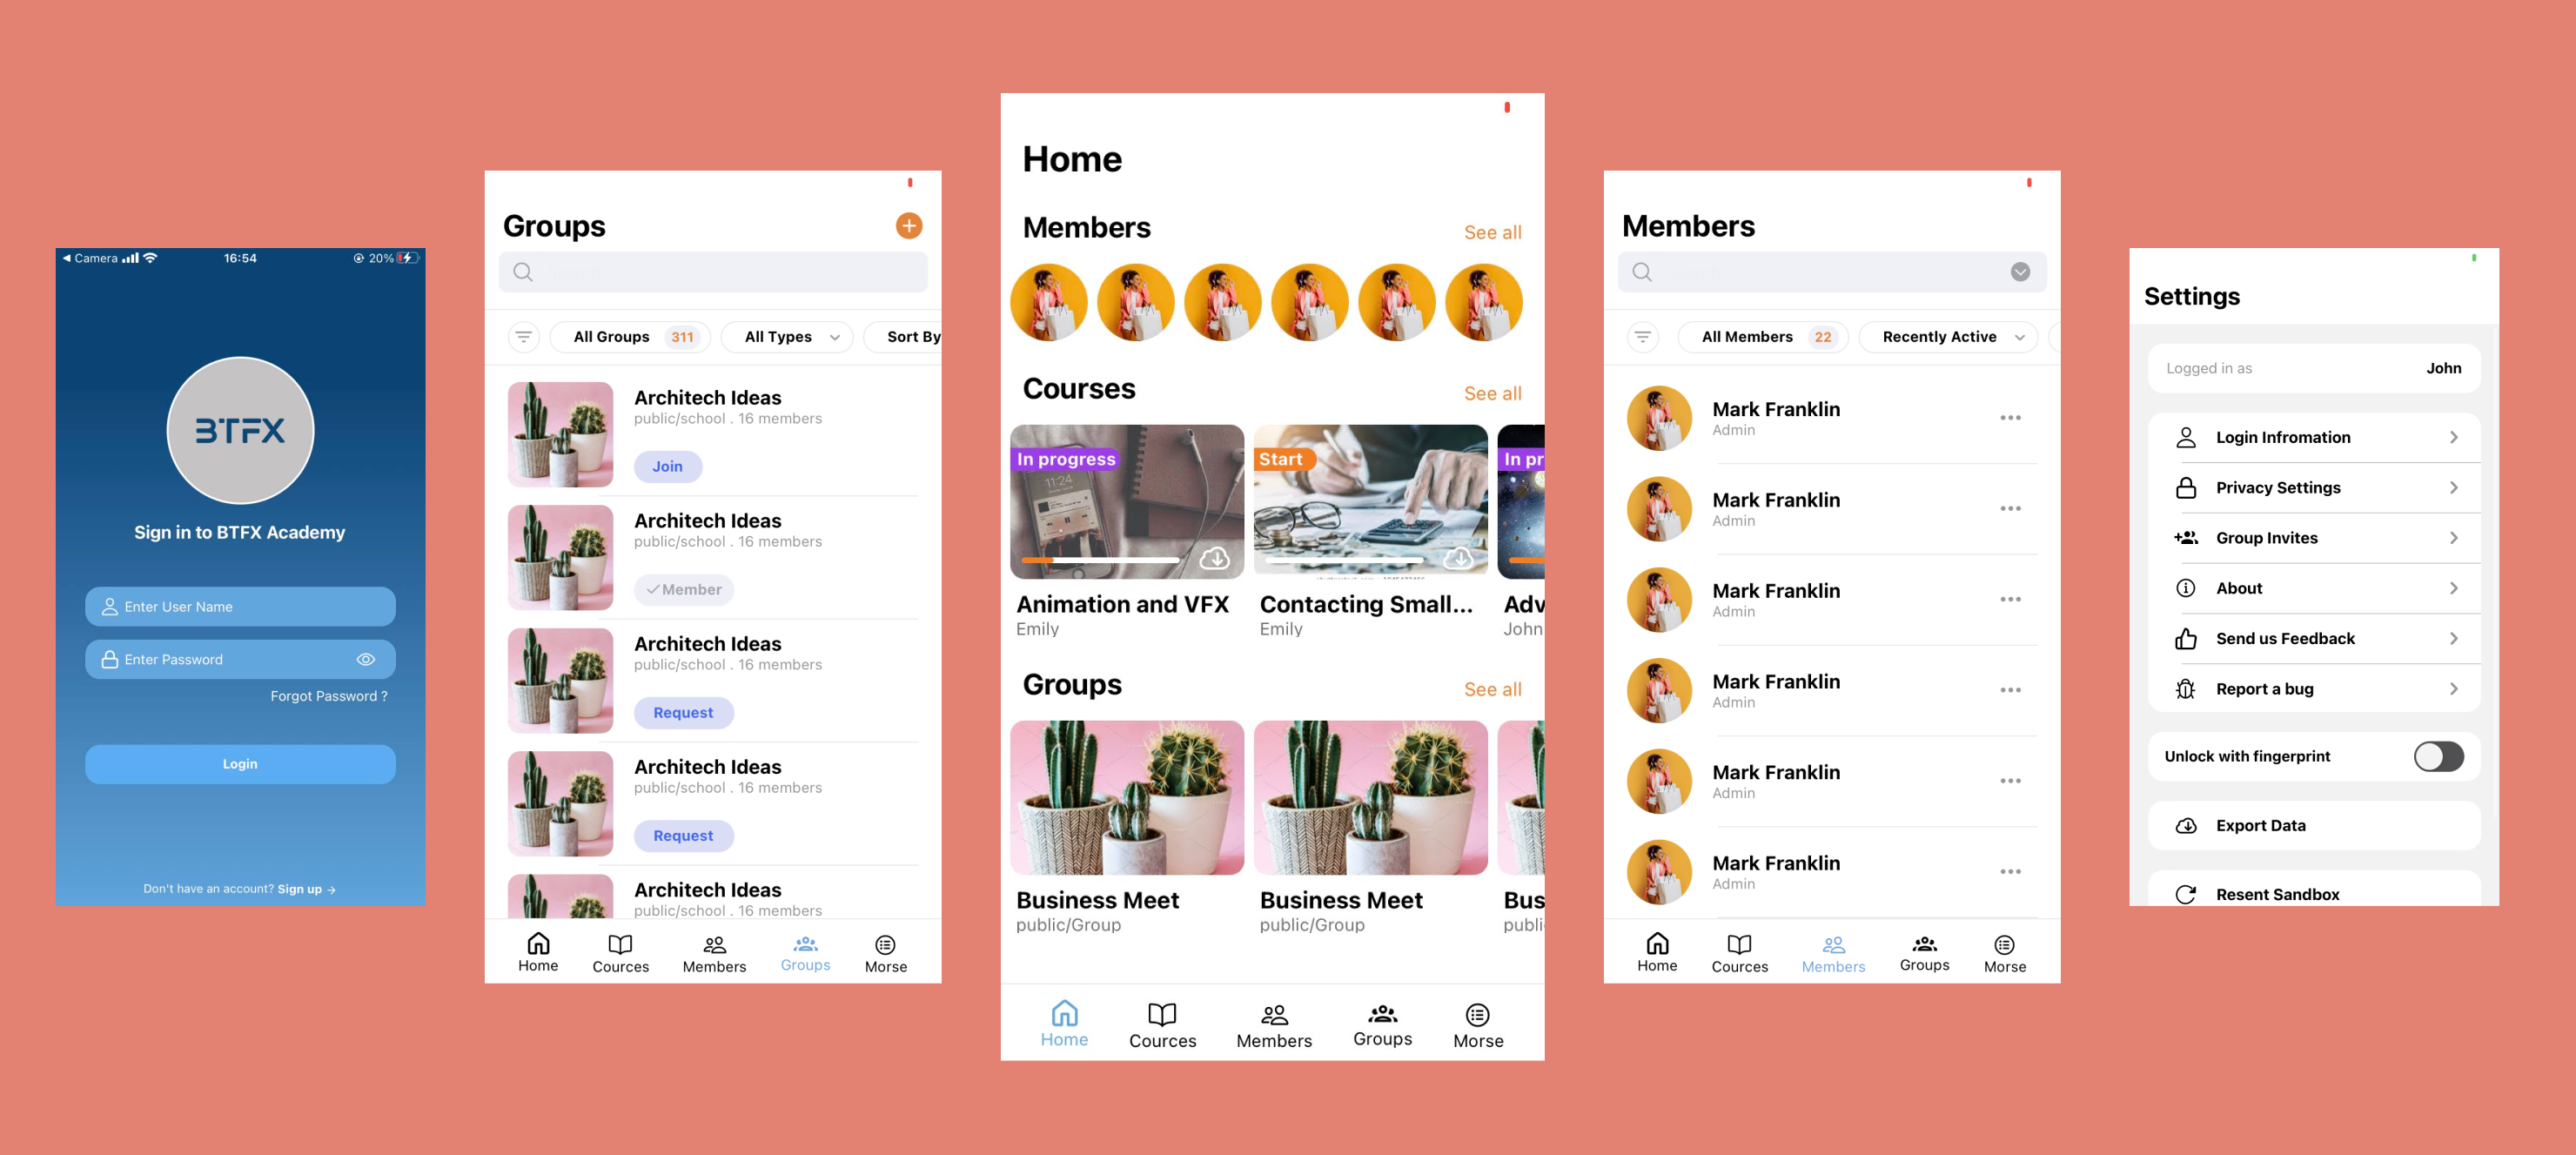 Camera
16:54
20%
BTFX
Sign in to BTFX Academy
Enter User Name
Enter Password
Forgot Password ?
Login
Don't have an account? Sign up →
Groups
All Groups 311
All Types
Sort By
Architech Ideas
public/school . 16 members
Join
Architech Ideas
public/school . 16 members
Member
Architech Ideas
public/school . 16 members
Request
Architech Ideas
public/school . 16 members
Request
Architech Ideas
public/school . 16 members
Home
Cources
Members
Groups
Morse
Home
Members
See all
Courses
See all
In progress
11:24
Start
In pr
Animation and VFX
Emily
Contacting Small...
Emily
Adv
John
Groups
See all
Business Meet
public/Group
Business Meet
public/Group
Bus
publi
Home
Cources
Members
Groups
Morse
Members
All Members 22
Recently Active
Mark Franklin
Admin
Mark Franklin
Admin
Mark Franklin
Admin
Mark Franklin
Admin
Mark Franklin
Admin
Mark Franklin
Admin
Home
Cources
Members
Groups
Morse
Settings
Logged in as
John
Login Infromation
Privacy Settings
Group Invites
About
Send us Feedback
Report a bug
Unlock with fingerprint
Export Data
Resent Sandbox